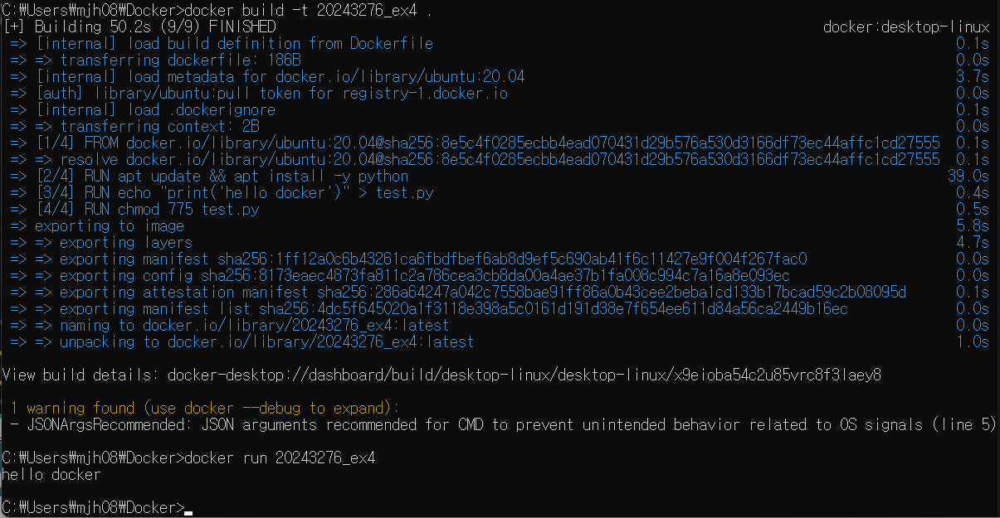 C:₩Users₩mjh08₩Docker>docker build -t 20243276_ex4 .
[+] Building 50.2s (9/9) FINISHED docker:desktop-linux
=> [internal] load build definition from Dockerfile 0.1s
=> => transferring dockerfile: 186B 0.0s
=> [internal] load metadata for docker.io/library/ubuntu:20.04 3.7s
=> [auth] library/ubuntu:pull token for registry-1.docker.io 0.0s
=> [internal] load .dockerignore 0.1s
=> => transferring context: 2B 0.0s
=> [1/4] FROM docker.io/library/ubuntu:20.04@sha256:8e5c4f0285ecbb4ead070431d29b576a530d3166df73ec44affc1cd27555 0.1s
=> => resolve docker.io/library/ubuntu:20.04@sha256:8e5c4f0285ecbb4ead070431d29b576a530d3166df73ec44affc1cd27555 0.1s
=> [2/4] RUN apt update && apt install -y python 39.0s
=> [3/4] RUN echo "print('hello docker')" > test.py 0.4s
=> [4/4] RUN chmod 775 test.py 0.5s
=> exporting to image 5.8s
=> => exporting layers 4.7s
=> => exporting manifest sha256:1ff12a0c6b43261ca6fbdfbef6ab8d9ef5c690ab41f6c11427e9f004f267fac0 0.0s
=> => exporting config sha256:8173eaec4873fa811c2a786cea3cb8da00a4ae37b1fa008c994c7a16a8e093ec 0.0s
=> => exporting attestation manifest sha256:286a64247a042c7558bae91ff86a0b43cee2beba1cd133b17bcad59c2b08095d 0.1s
=> => exporting manifest list sha256:4dc5f645020a1f3118e398a5c0161d191d38e7f654ee611d84a56ca2449b16ec 0.0s
=> => naming to docker.io/library/20243276_ex4:latest 0.0s
=> => unpacking to docker.io/library/20243276_ex4:latest 1.0s
View build details: docker-desktop://dashboard/build/desktop-linux/desktop-linux/x9eioba54c2u85vrc8f3laey8
1 warning found (use docker --debug to expand):
- JSONArgsRecommended: JSON arguments recommended for CMD to prevent unintended behavior related to OS signals (line 5)
C:₩Users₩mjh08₩Docker>docker run 20243276_ex4
hello docker
C:₩Users₩mjh08₩Docker>